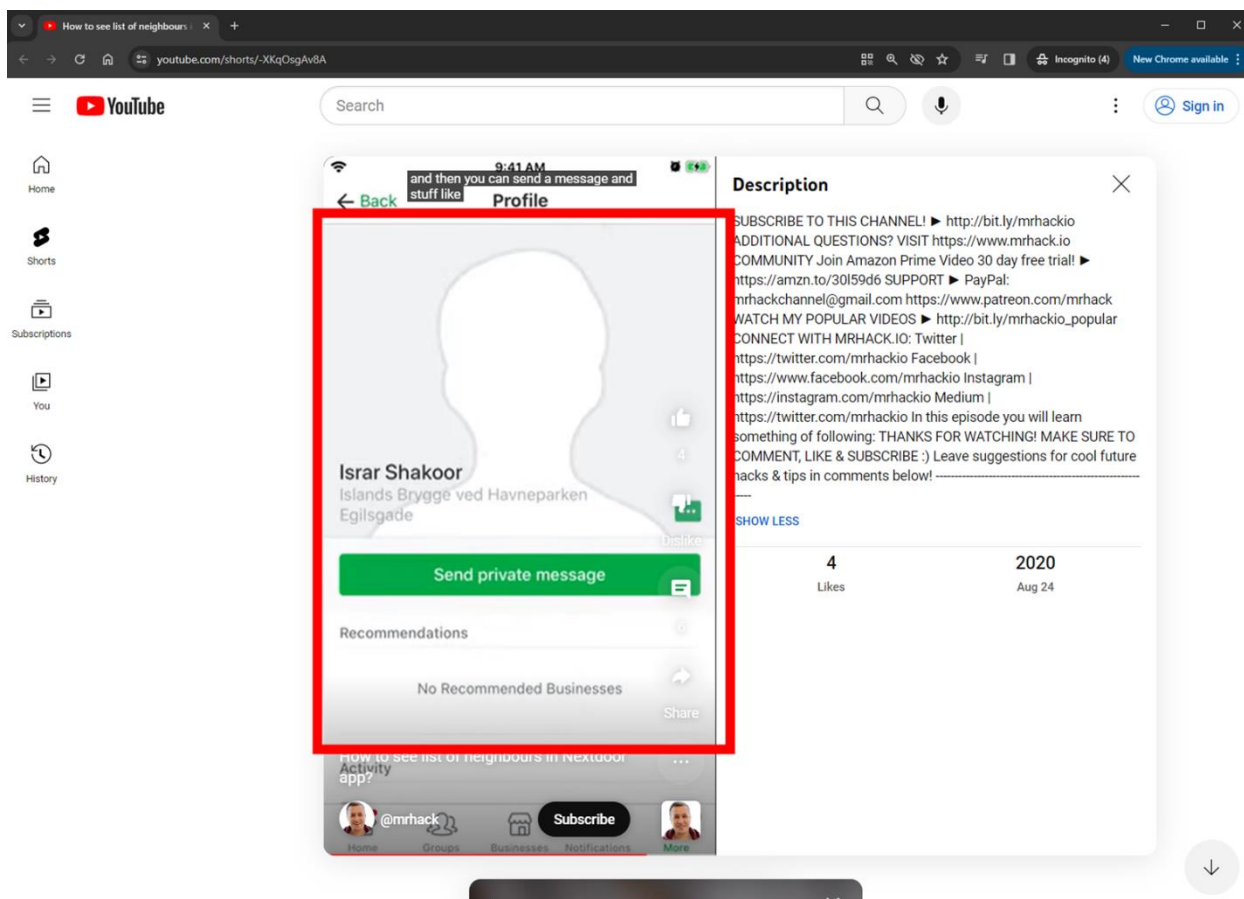 How to see list of neighbours i
New Chrome available
Incognito (4)
youtube.com/shorts/-XKqOsgAv8A
YouTube
Search
Sign in
Home
Shorts
Subscriptions
You
History
9:41 AM
and then you can send a message and
stuff like
Back
Profile
Israr Shakoor
Islands Brygge ved Havneparken
Egilsgade
Send private message
Recommendations
No Recommended Businesses
Activity
How to see list of neighbours in Nextdoor
app?
@mrhack
Subscribe
Home
Groups
Businesses
Notifications
More
4
Dislike
6
Share
Description
SUBSCRIBE TO THIS CHANNEL! ► http://bit.ly/mrhackio
ADDITIONAL QUESTIONS? VISIT https://www.mrhack.io
COMMUNITY Join Amazon Prime Video 30 day free trial! ►
https://amzn.to/30l59d6 SUPPORT ► PayPal:
mrhackchannel@gmail.com https://www.patreon.com/mrhack
WATCH MY POPULAR VIDEOS ► http://bit.ly/mrhackio_popular
CONNECT WITH MRHACK.IO: Twitter |
https://twitter.com/mrhackio Facebook |
https://www.facebook.com/mrhackio Instagram |
https://instagram.com/mrhackio Medium |
https://twitter.com/mrhackio In this episode you will learn
something of following: THANKS FOR WATCHING! MAKE SURE TO
COMMENT, LIKE & SUBSCRIBE :) Leave suggestions for cool future
hacks & tips in comments below! ----------------------------------------------------
----
SHOW LESS
4
Likes
2020
Aug 24